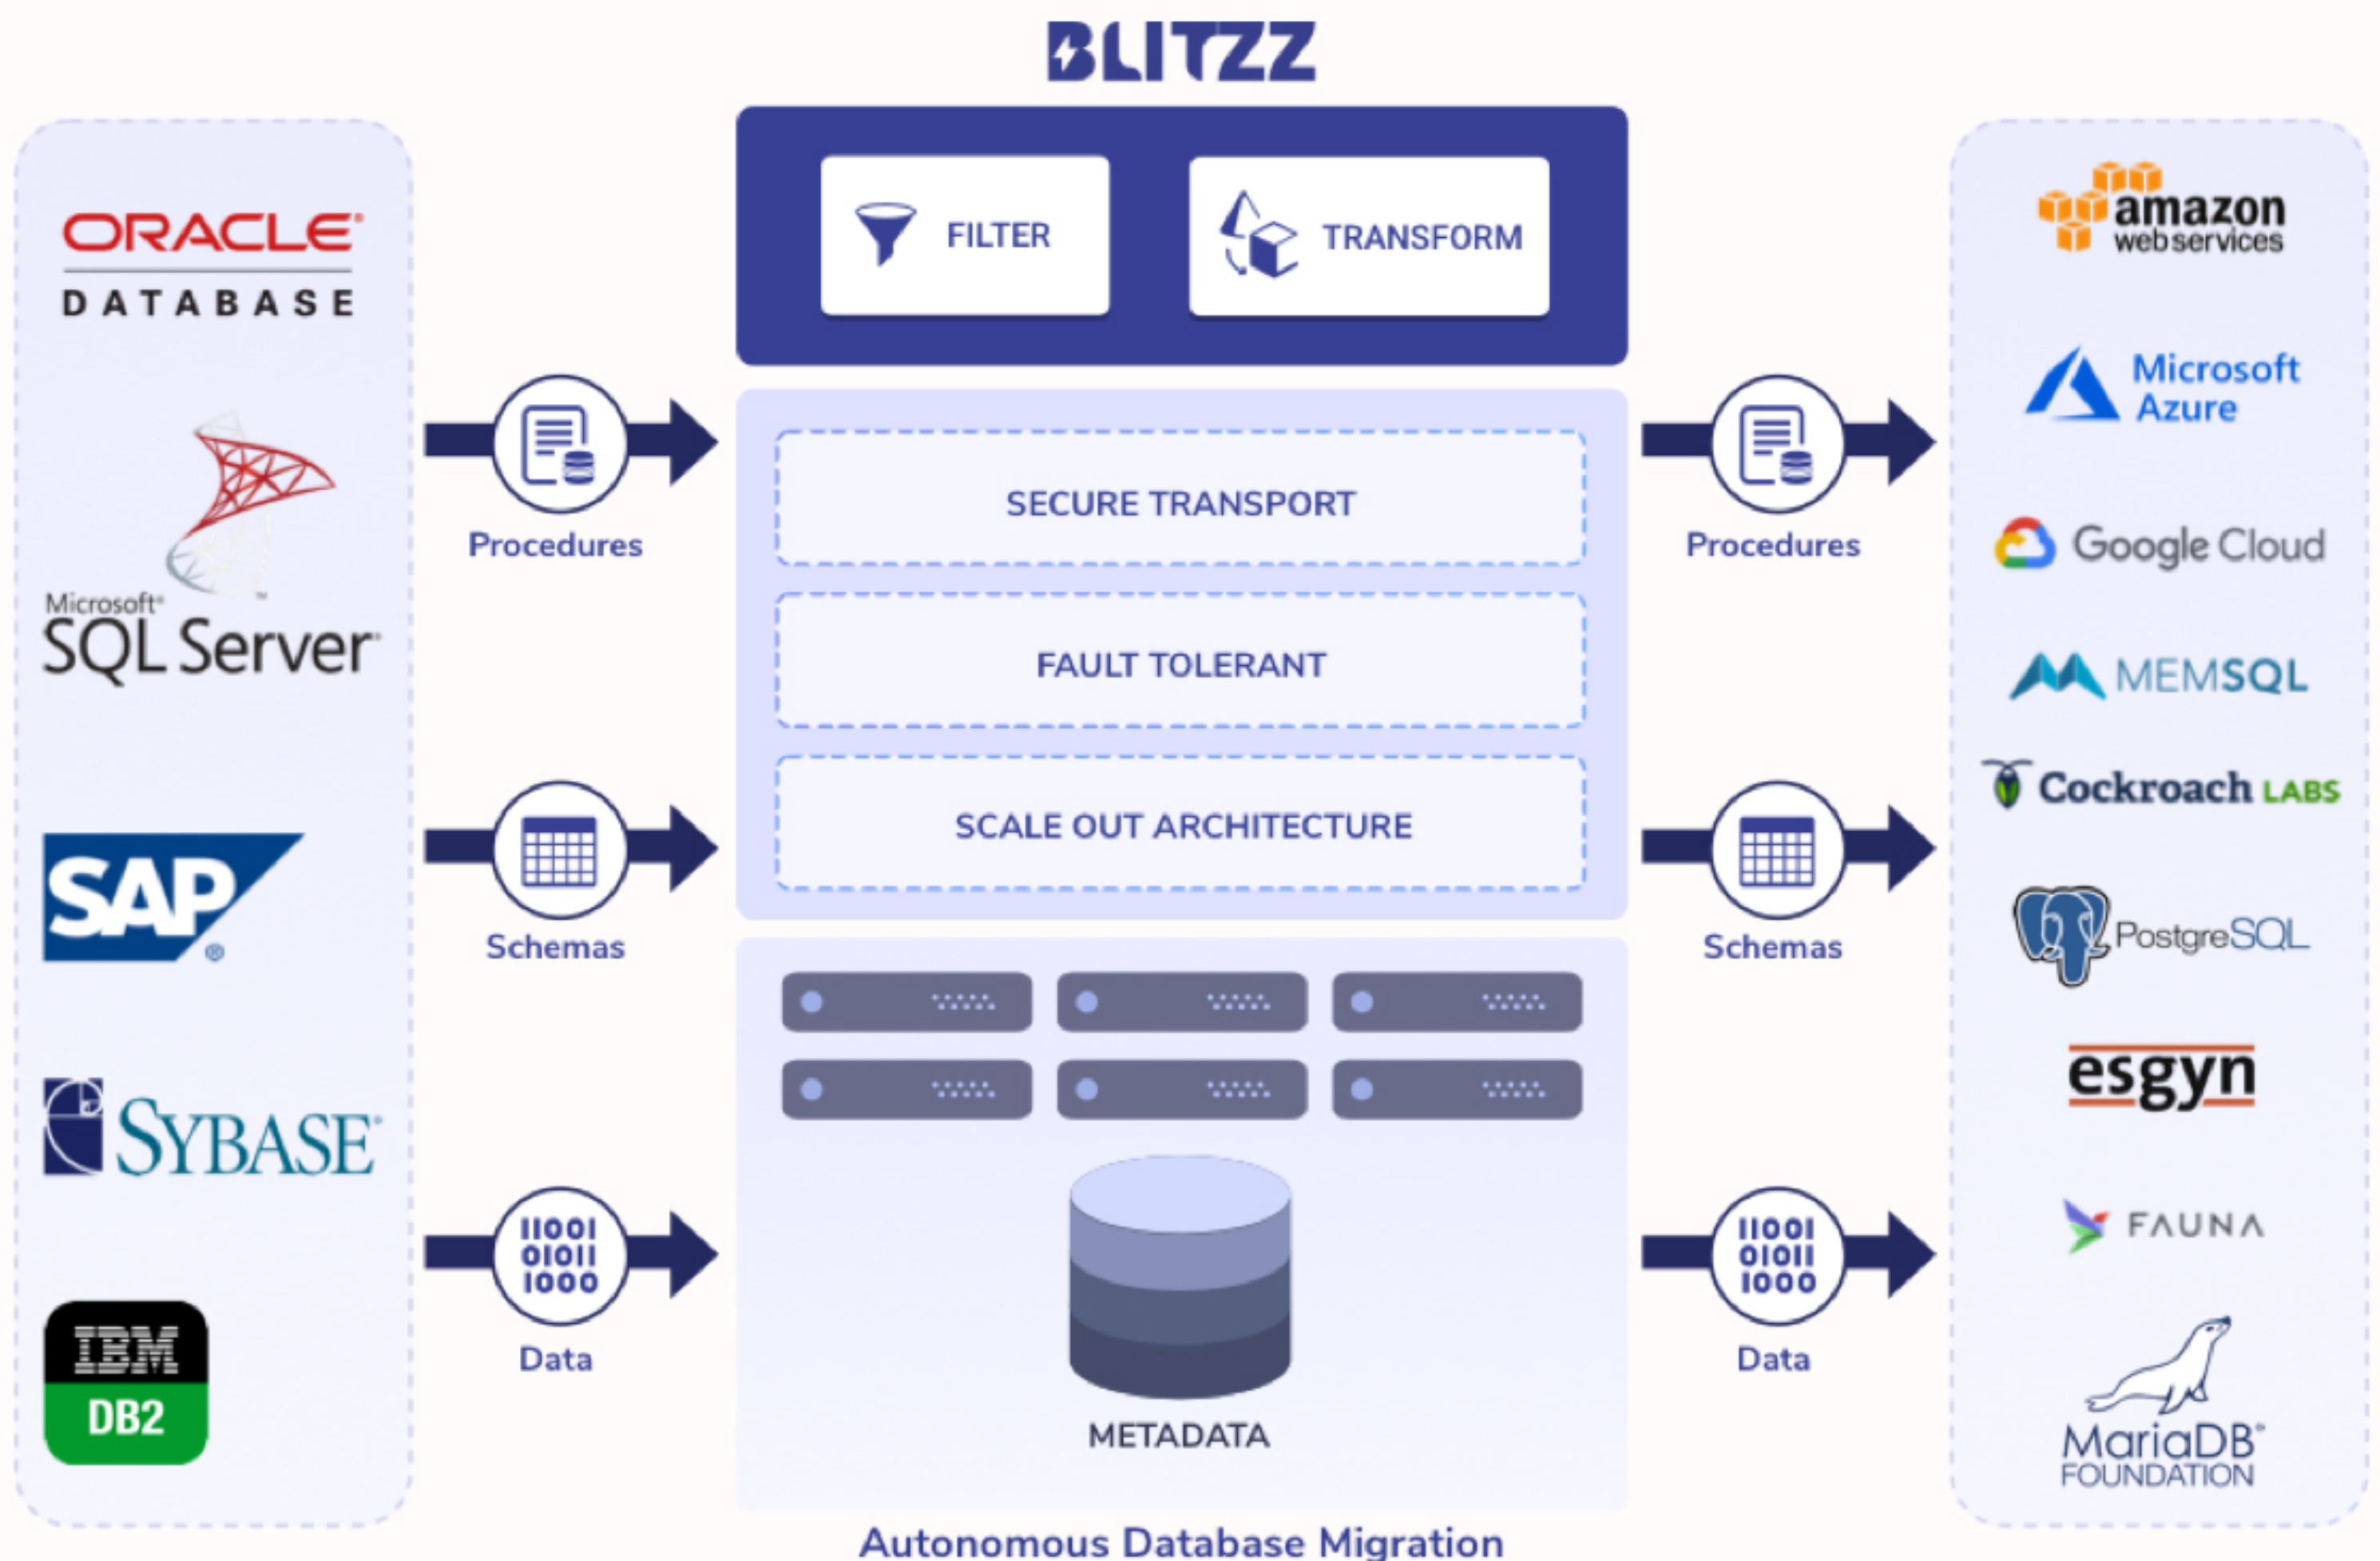 BLITZZ
ORACLE®
DATABASE
Microsoft®
SQL Server®
SAP
®
SYBASE®
IBM
DB2
Procedures
Schemas
11001
01011
1000
Data
FILTER
TRANSFORM
SECURE TRANSPORT
FAULT TOLERANT
SCALE OUT ARCHITECTURE
METADATA
Autonomous Database Migration
Procedures
Schemas
11001
01011
1000
Data
amazon
web services
Microsoft
Azure
Google Cloud
MEMSQL
Cockroach LABS
PostgreSQL
esgyn
FAUNA
MariaDB®
FOUNDATION